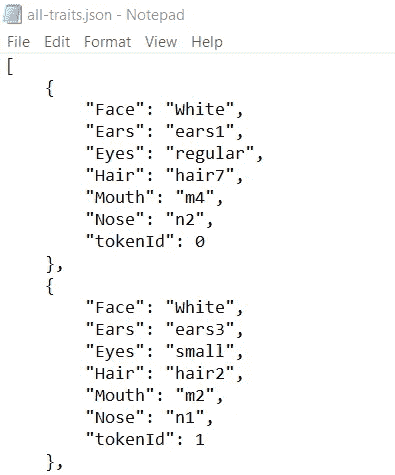 all-traits.json - Notepad
File Edit Format View Help
[
    {
        "Face": "White",
        "Ears": "ears1",
        "Eyes": "regular",
        "Hair": "hair7",
        "Mouth": "m4",
        "Nose": "n2",
        "tokenId": 0
    },
    {
        "Face": "White",
        "Ears": "ears3",
        "Eyes": "small",
        "Hair": "hair2",
        "Mouth": "m2",
        "Nose": "n1",
        "tokenId": 1
    },